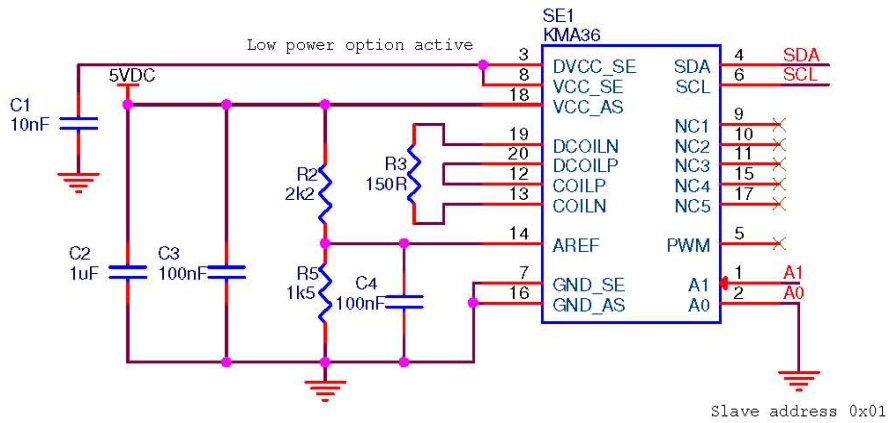 SE1
KMA36
Low power option active
3 DVCC_SE SDA 4 SDA
8 VCC_SE SCL 6 SCL
5VDC
18 VCC_AS
C1
10nF
NC1 9
19 DCOILN NC2 10
20 DCOILP NC3 11
12 COILP NC4 15
13 COILN NC5 17
R2
2k2
R3
150R
14 AREF PWM 5
C2
1uF
C3
100nF
R5
1k5
C4
100nF
7 GND_SE A1 1 A1
16 GND_AS A0 2 A0
Slave address 0x01